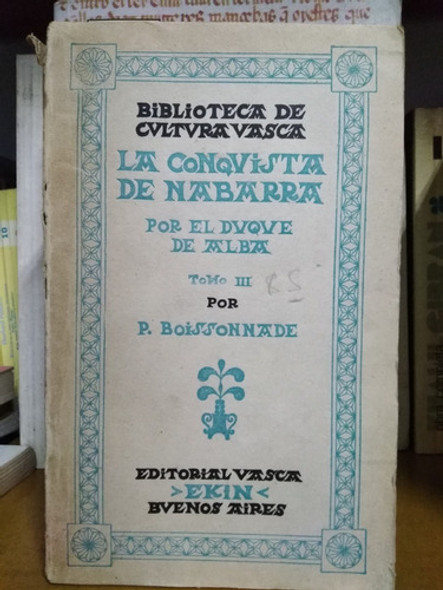 BIBLIOTECA DE
CVLTVRA VASCA
LA CONQVISTA
DE NABARRA
POR EL DVQVE
DE ALBA
TOMO III
POR
P. BOISSONNADE
EDITORIAL VASCA
>EKIN<
BVENOS AIRES
10